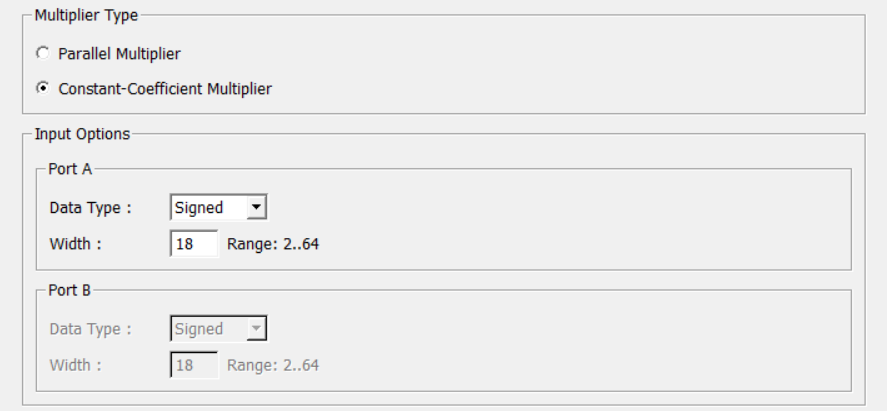 Multiplier Type
Parallel Multiplier
Constant-Coefficient Multiplier
Input Options
Port A
Data Type : Signed
Width : 18 Range: 2..64
Port B
Data Type : Signed
Width : 18 Range: 2..64